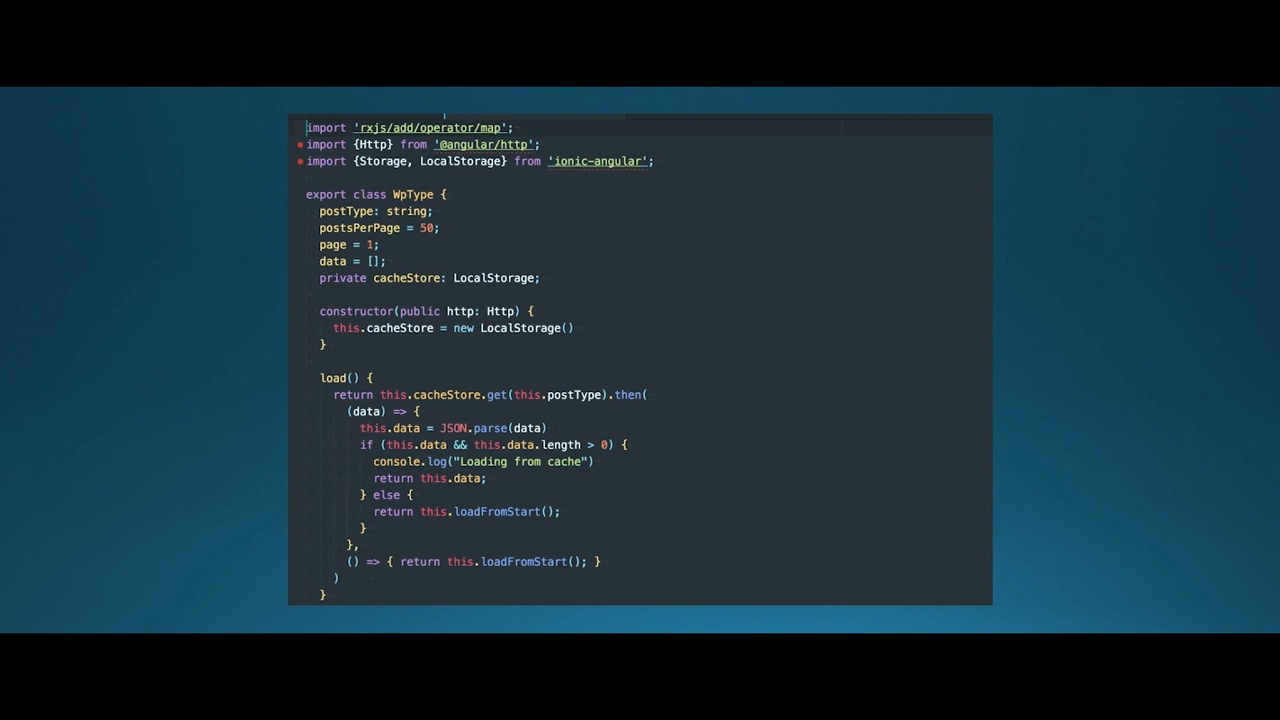 import 'rxjs/add/operator/map';
import {Http} from '@angular/http';
import {Storage, LocalStorage} from 'ionic-angular';
export class WpType {
postType: string;
postsPerPage = 50;
page = 1;
data = [];
private cacheStore: LocalStorage;
constructor(public http: Http) {
this.cacheStore = new LocalStorage()
}
load() {
return this.cacheStore.get(this.postType).then(
(data) => {
this.data = JSON.parse(data)
if (this.data && this.data.length > 0) {
console.log("Loading from cache")
return this.data;
} else {
return this.loadFromStart();
}
},
() => { return this.loadFromStart(); }
)
}